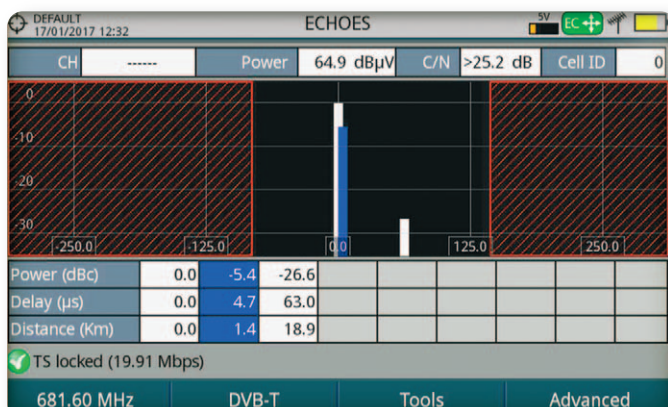 DEFAULT
17/01/2017 12:32
ECHOES
5V
EC
CH ------ Power 64.9 dBµV C/N >25.2 dB Cell ID 0
0
-10
-20
-30
-250.0 -125.0 0.0 125.0 250.0
Power (dBc) 0.0 -5.4 -26.6
Delay (µs) 0.0 4.7 63.0
Distance (Km) 0.0 1.4 18.9
TS locked (19.91 Mbps)
681.60 MHz DVB-T Tools Advanced